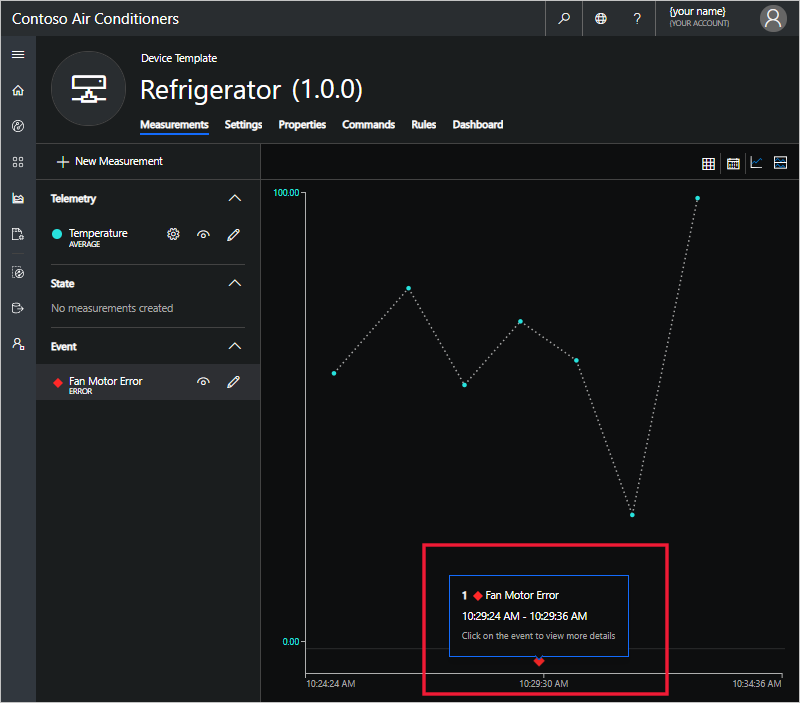 Contoso Air Conditioners
?
{your name}
(YOUR ACCOUNT)
Device Template
Refrigerator (1.0.0)
Measurements Settings Properties Commands Rules Dashboard
New Measurement
Telemetry
Temperature
AVERAGE
State
No measurements created
Event
Fan Motor Error
ERROR
100.00
0.00
1 Fan Motor Error
10:29:24 AM - 10:29:36 AM
Click on the event to view more details
10:24:24 AM 10:29:30 AM 10:34:36 AM